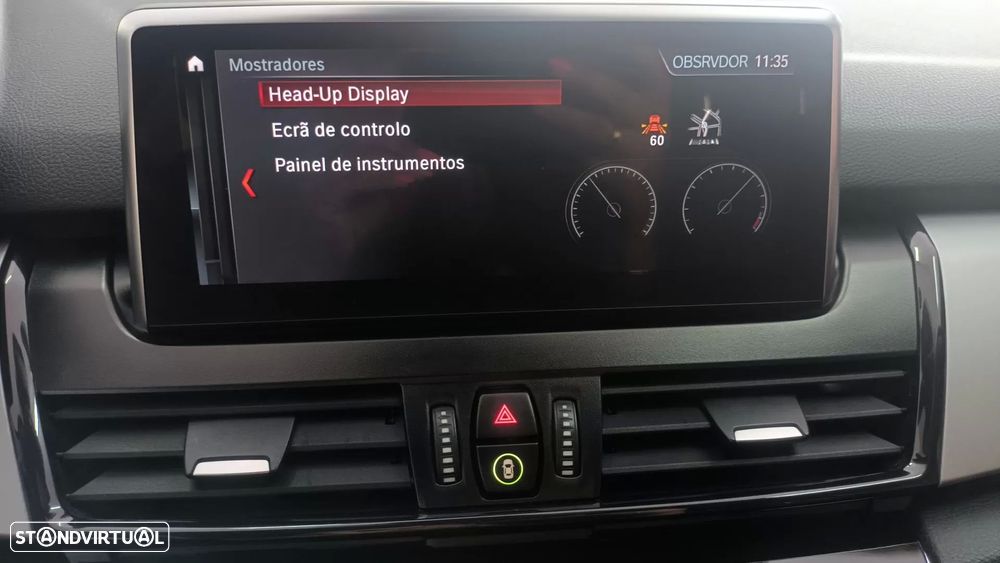 Mostradores
OBSRVDOR 11:35
Head-Up Display
Ecrã de controlo
60
Painel de instrumentos
STANDVIRTUAL